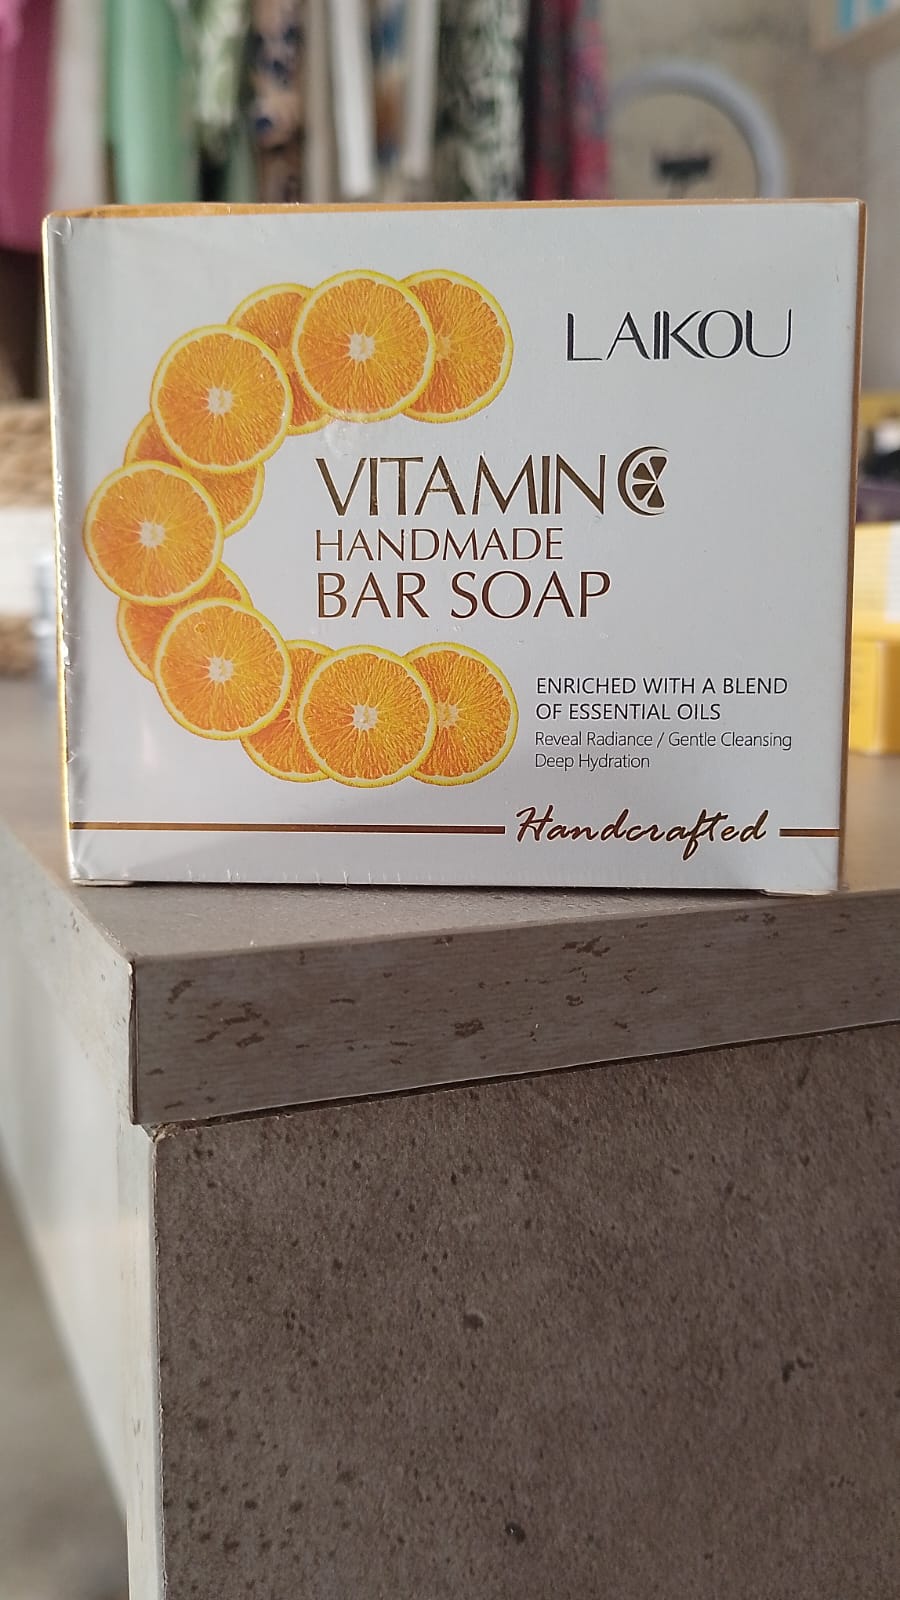 LAIKOU
VITAMIN C
HANDMADE
BAR SOAP
ENRICHED WITH A BLEND
OF ESSENTIAL OILS
Reveal Radiance / Gentle Cleansing
Deep Hydration
Handcrafted